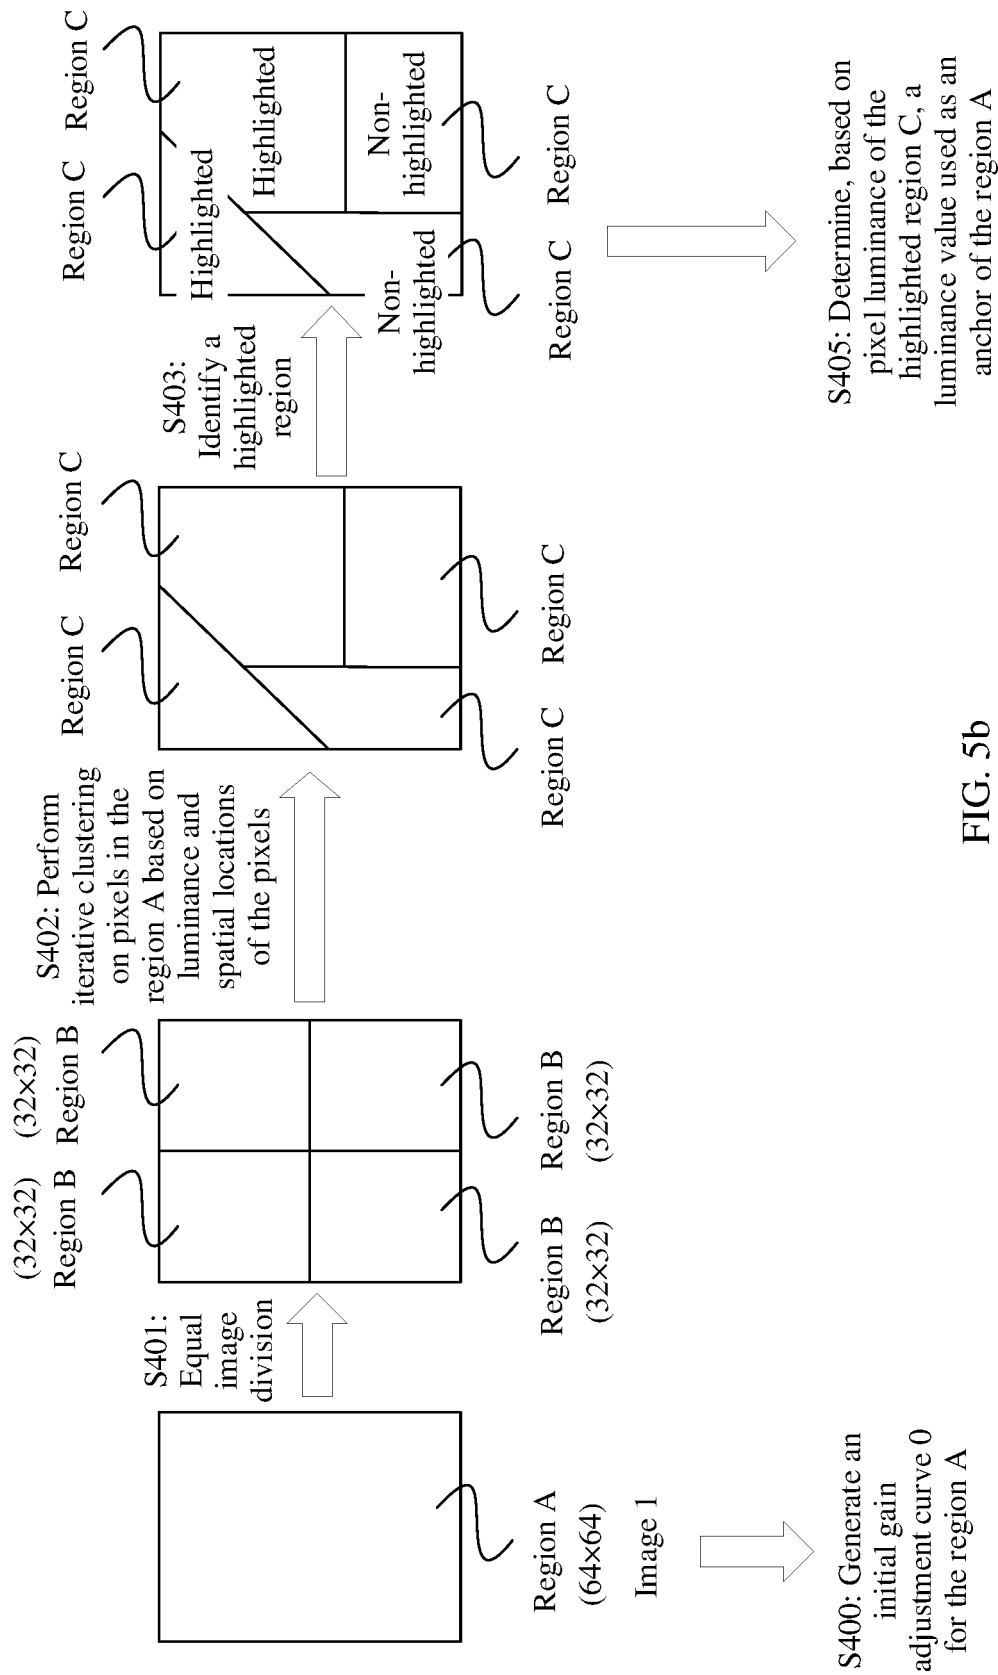 Region A
(64×64)
Image 1
S400: Generate an
initial gain
adjustment curve 0
for the region A
S401:
Equal
image
division
(32×32)
Region B
(32×32)
Region B
Region B
(32×32)
Region B
(32×32)
S402: Perform
iterative clustering
on pixels in the
region A based on
luminance and
spatial locations
of the pixels
Region C
Region C
Region C
Region C
S403:
Identify a
highlighted
region
Region C
Region C
Highlighted
Highlighted
Non-
highlighted
Non-
highlighted
Region C
Region C
S405: Determine, based on
pixel luminance of the
highlighted region C, a
luminance value used as an
anchor of the region A
FIG. 5b